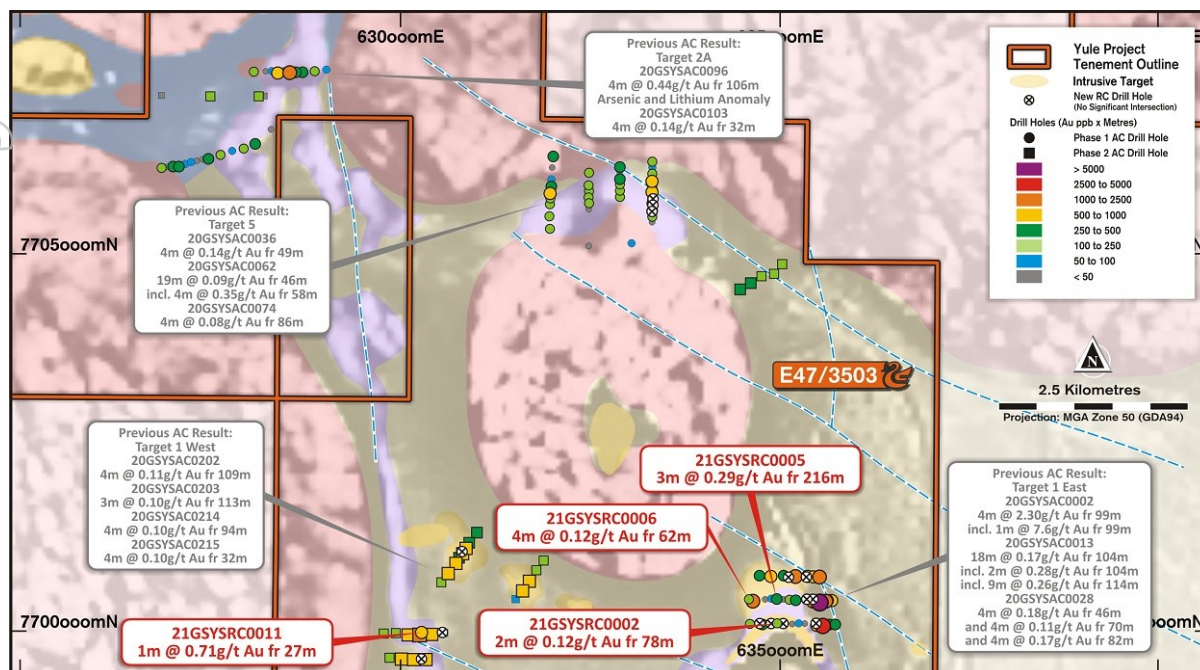 630000mE
mE
Previous AC Result:
Target 2A
20GSYSAC0096
4m @ 0.44g/t Au fr 106m
Arsenic and Lithium Anomaly
20GSYSAC0103
4m @ 0.14g/t Au fr 32m
Yule Project
Tenement Outline
Intrusive Target
New RC Drill Hole
(No Significant Intersection)
Drill Holes (Au ppb x Metres)
Phase 1 AC Drill Hole
Phase 2 AC Drill Hole
> 5000
2500 to 5000
1000 to 2500
500 to 1000
250 to 500
100 to 250
50 to 100
< 50
7705000mN
Previous AC Result:
Target 5
20GSYSAC0036
4m @ 0.14g/t Au fr 49m
20GSYSAC0062
19m @ 0.09g/t Au fr 46m
incl. 4m @ 0.35g/t Au fr 58m
20GSYSAC0074
4m @ 0.08g/t Au fr 86m
N
2.5 Kilometres
Projection: MGA Zone 50 (GDA94)
E47/3503
Previous AC Result:
Target 1 West
20GSYSAC0202
4m @ 0.11g/t Au fr 109m
20GSYSAC0203
3m @ 0.10g/t Au fr 113m
20GSYSAC0214
4m @ 0.10g/t Au fr 94m
20GSYSAC0215
4m @ 0.10g/t Au fr 32m
21GSYSRC0005
3m @ 0.29g/t Au fr 216m
21GSYSRC0006
4m @ 0.12g/t Au fr 62m
Previous AC Result:
Target 1 East
20GSYSAC0002
4m @ 2.30g/t Au fr 99m
incl. 1m @ 7.6g/t Au fr 99m
20GSYSAC0013
18m @ 0.17g/t Au fr 104m
incl. 2m @ 0.28g/t Au fr 104m
incl. 9m @ 0.26g/t Au fr 114m
20GSYSAC0028
4m @ 0.18g/t Au fr 46m
and 4m @ 0.11g/t Au fr 70m
and 4m @ 0.17g/t Au fr 82m
7700000mN
21GSYSRC0011
1m @ 0.71g/t Au fr 27m
21GSYSRC0002
2m @ 0.12g/t Au fr 78m
635000mE